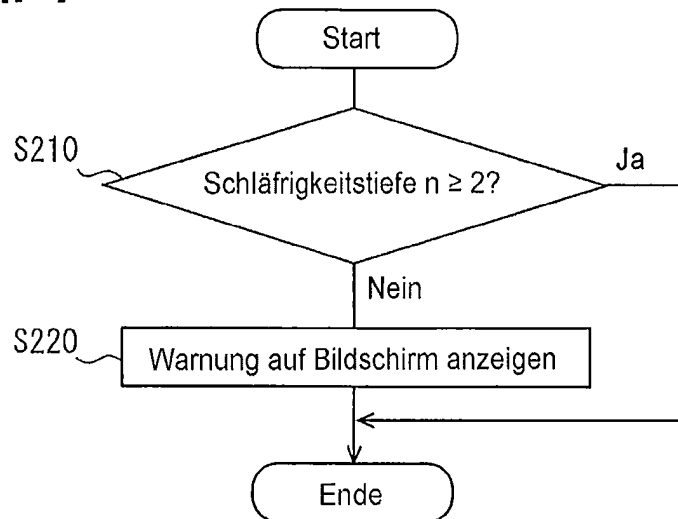 Start
S210
Schläfrigkeitstiefe n ≥ 2?
Ja
Nein
S220
Warnung auf Bildschirm anzeigen
Ende